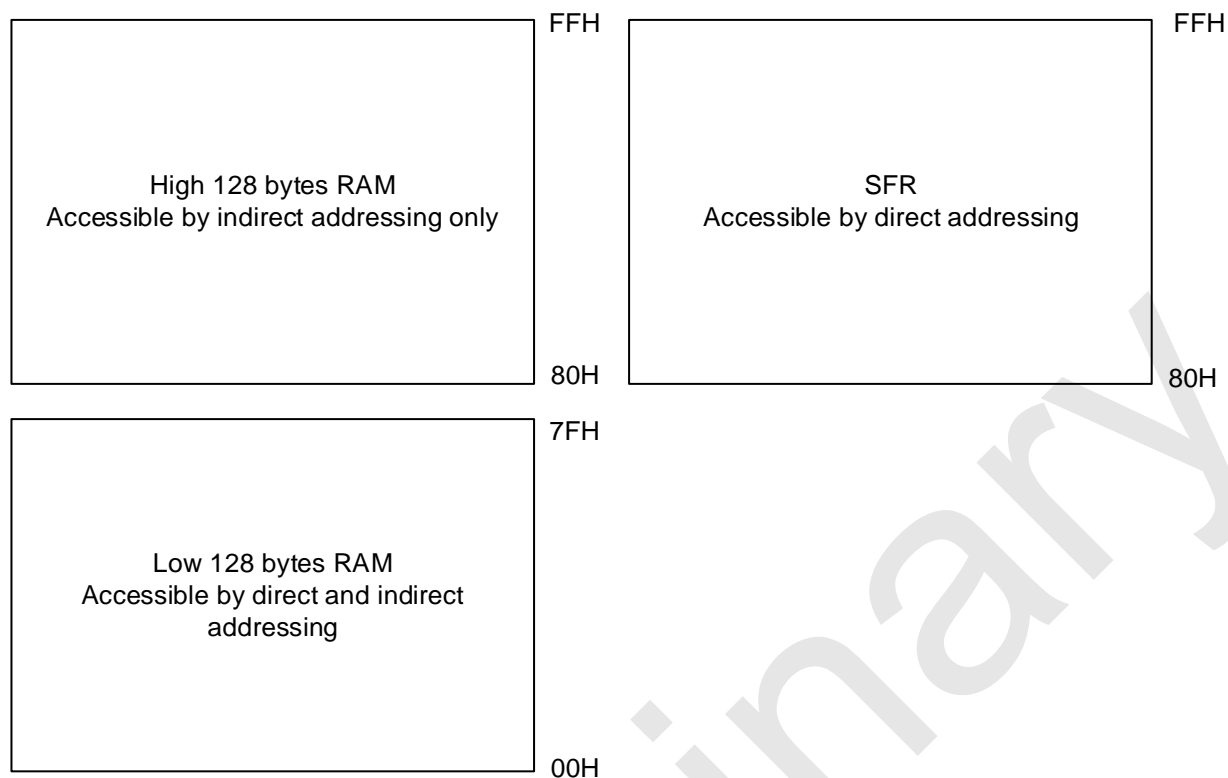 FFH
High 128 bytes RAM
Accessible by indirect addressing only
80H
FFH
SFR
Accessible by direct addressing
80H
7FH
Low 128 bytes RAM
Accessible by direct and indirect
addressing
00H
inary